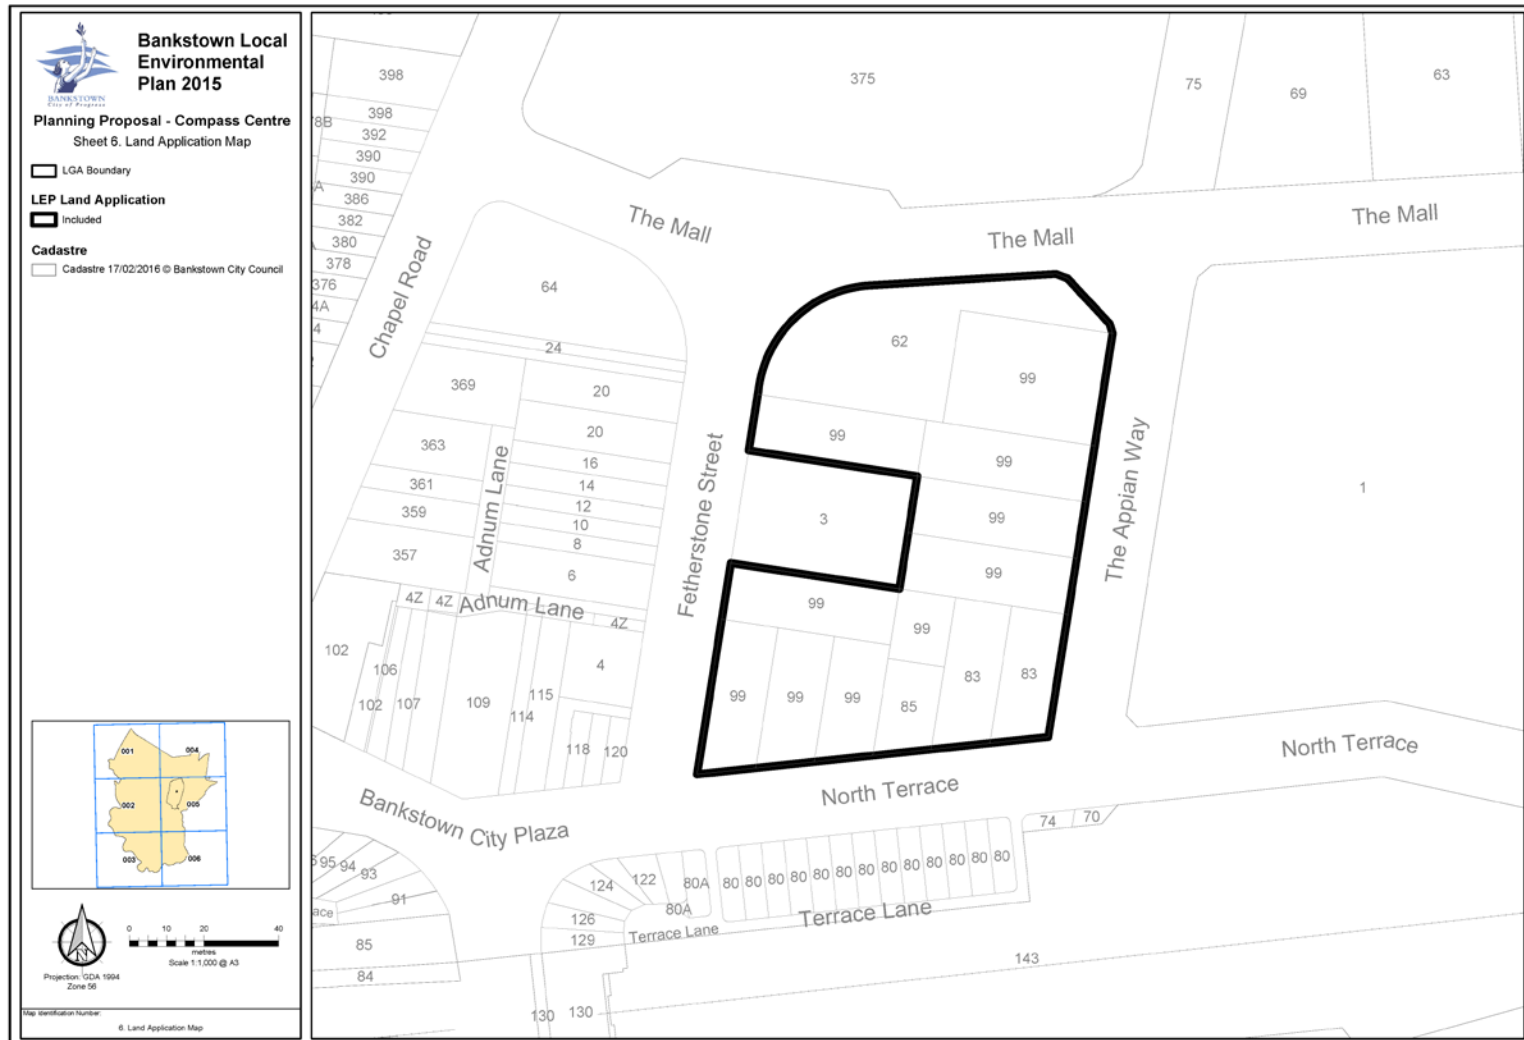 BANKSTOWN
City of Progress
Bankstown Local
Environmental
Plan 2015
Planning Proposal - Compass Centre
Sheet 6. Land Application Map
LGA Boundary
LEP Land Application
Included
Cadastre
Cadastre 17/02/2016 © Bankstown City Council
001
004
002
005
003
006
N
0 10 20 40
metres
Scale 1:1,000 @ A3
Projection: GDA 1994
Zone 56
Map Identification Number:
6. Land Application Map
398
398
392
390
390
386
382
380
378
376
4A
4
Chapel Road
375
75
69
63
The Mall
The Mall
The Mall
64
24
369
20
363
20
16
361
14
359
12
10
8
357
6
Adnum Lane
Adnum Lane
4Z
4Z
4Z
4
102
106
102
107
109
114
115
118
120
Fetherstone Street
62
99
99
99
3
99
99
99
99
99
99
99
85
83
83
The Appian Way
1
North Terrace
North Terrace
Bankstown City Plaza
74
70
95
94
93
91
85
84
124
122
80A
80 80 80 80 80 80 80 80 80 80 80 80 80
80A
126
129
Terrace Lane
Terrace Lane
143
130
130